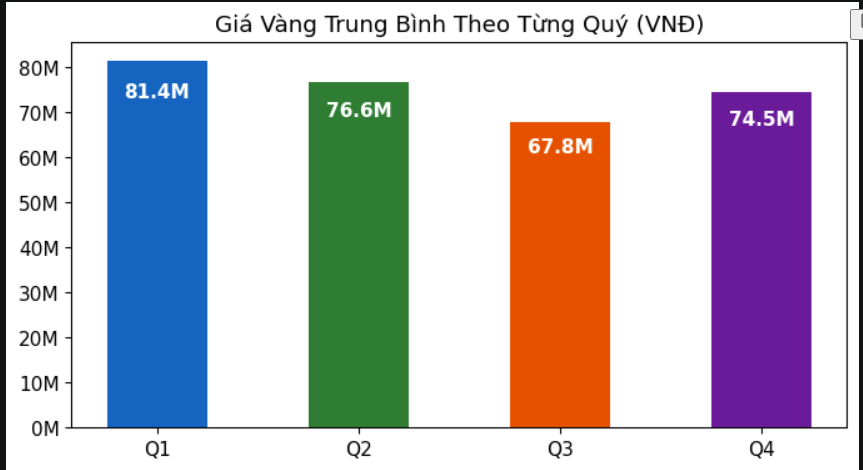 Giá Vàng Trung Bình Theo Từng Quý (VNĐ)
80M
70M
60M
50M
40M
30M
20M
10M
0M
81.4M
76.6M
67.8M
74.5M
Q1
Q2
Q3
Q4